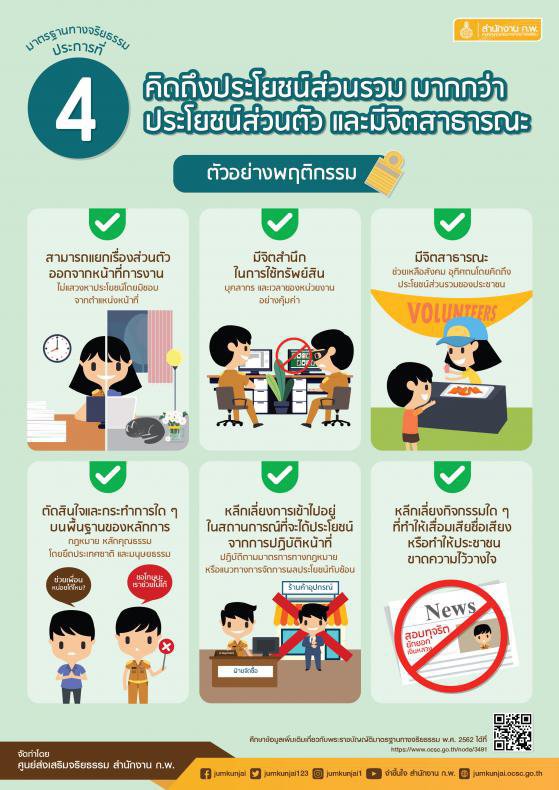 มาตรฐานทางจริยธรรม
ประการที่
4
สำนักงาน ก.พ.
คิดถึงประโยชน์ส่วนรวม มากกว่า
ประโยชน์ส่วนตัว และมีจิตสาธารณะ
ตัวอย่างพฤติกรรม
สามารถแยกเรื่องส่วนตัว
ออกจากหน้าที่การงาน
ไม่แสวงหาประโยชน์โดยมิชอบ
จากตำแหน่งหน้าที่
มีจิตสำนึก
ในการใช้ทรัพย์สิน
บุคลากร และเวลาของหน่วยงาน
อย่างคุ้มค่า
มีจิตสาธารณะ
ช่วยเหลือสังคม อุทิศตนโดยคิดถึง
ประโยชน์ส่วนรวมของประชาชน
VOLUNTEERS
ตัดสินใจและกระทำการใด ๆ
บนพื้นฐานของหลักการ
กฎหมาย หลักคุณธรรม
โดยยึดประเทศชาติ และมนุษยธรรม
ช่วยเพื่อน
หน่อยได้ไหม?
ขอโทษนะ
เราช่วยไม่ได้
หลีกเลี่ยงการเข้าไปอยู่
ในสถานการณ์ที่จะได้ประโยชน์
จากการปฏิบัติหน้าที่
ปฏิบัติตามมาตรการทางกฎหมาย
หรือแนวทางการจัดการผลประโยชน์ทับซ้อน
ร้านค้าอุปกรณ์
ฝ่ายจัดซื้อ
หลีกเลี่ยงกิจกรรมใด ๆ
ที่ทำให้เสื่อมเสียชื่อเสียง
หรือทำให้ประชาชน
ขาดความไว้วางใจ
News
สอบทุจริต
ยักยอก
เงินหลวง
ศึกษาข้อมูลเพิ่มเติมเกี่ยวกับพระราชบัญญัติมาตรฐานทางจริยธรรม พ.ศ. 2562 ได้ที่
https://www.ocsc.go.th/node/3491
จัดทำโดย
ศูนย์ส่งเสริมจริยธรรม สำนักงาน ก.พ.
jumkunjai
jumkunjai123
jumkunjai1
จำขึ้นใจ สำนักงาน ก.พ.
jumkunjai.ocsc.go.th